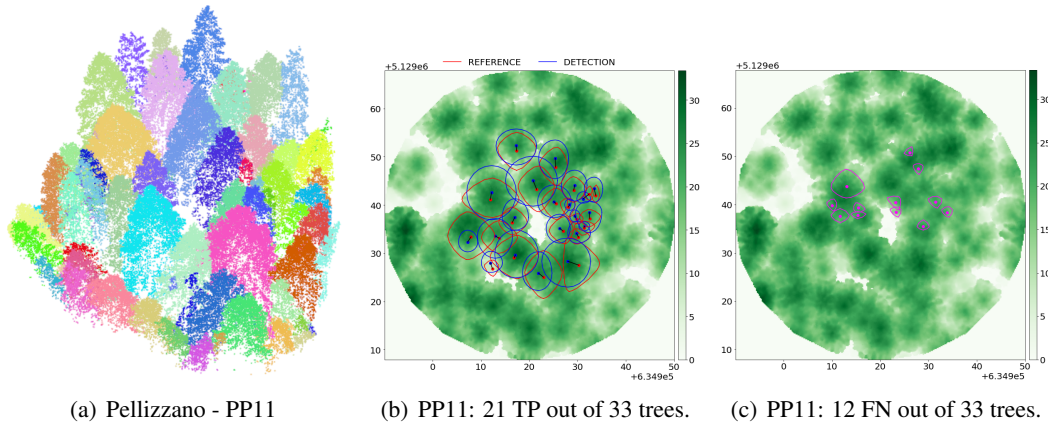 REFERENCE DETECTION
+5.129e6
60
50
40
30
20
10
0 10 20 30 40 50
+6.349e5
30
25
20
15
10
5
0
+5.129e6
60
50
40
30
20
10
0 10 20 30 40 50
+6.349e5
30
25
20
15
10
5
0
(a) Pellizzano - PP11
(b) PP11: 21 TP out of 33 trees.
(c) PP11: 12 FN out of 33 trees.